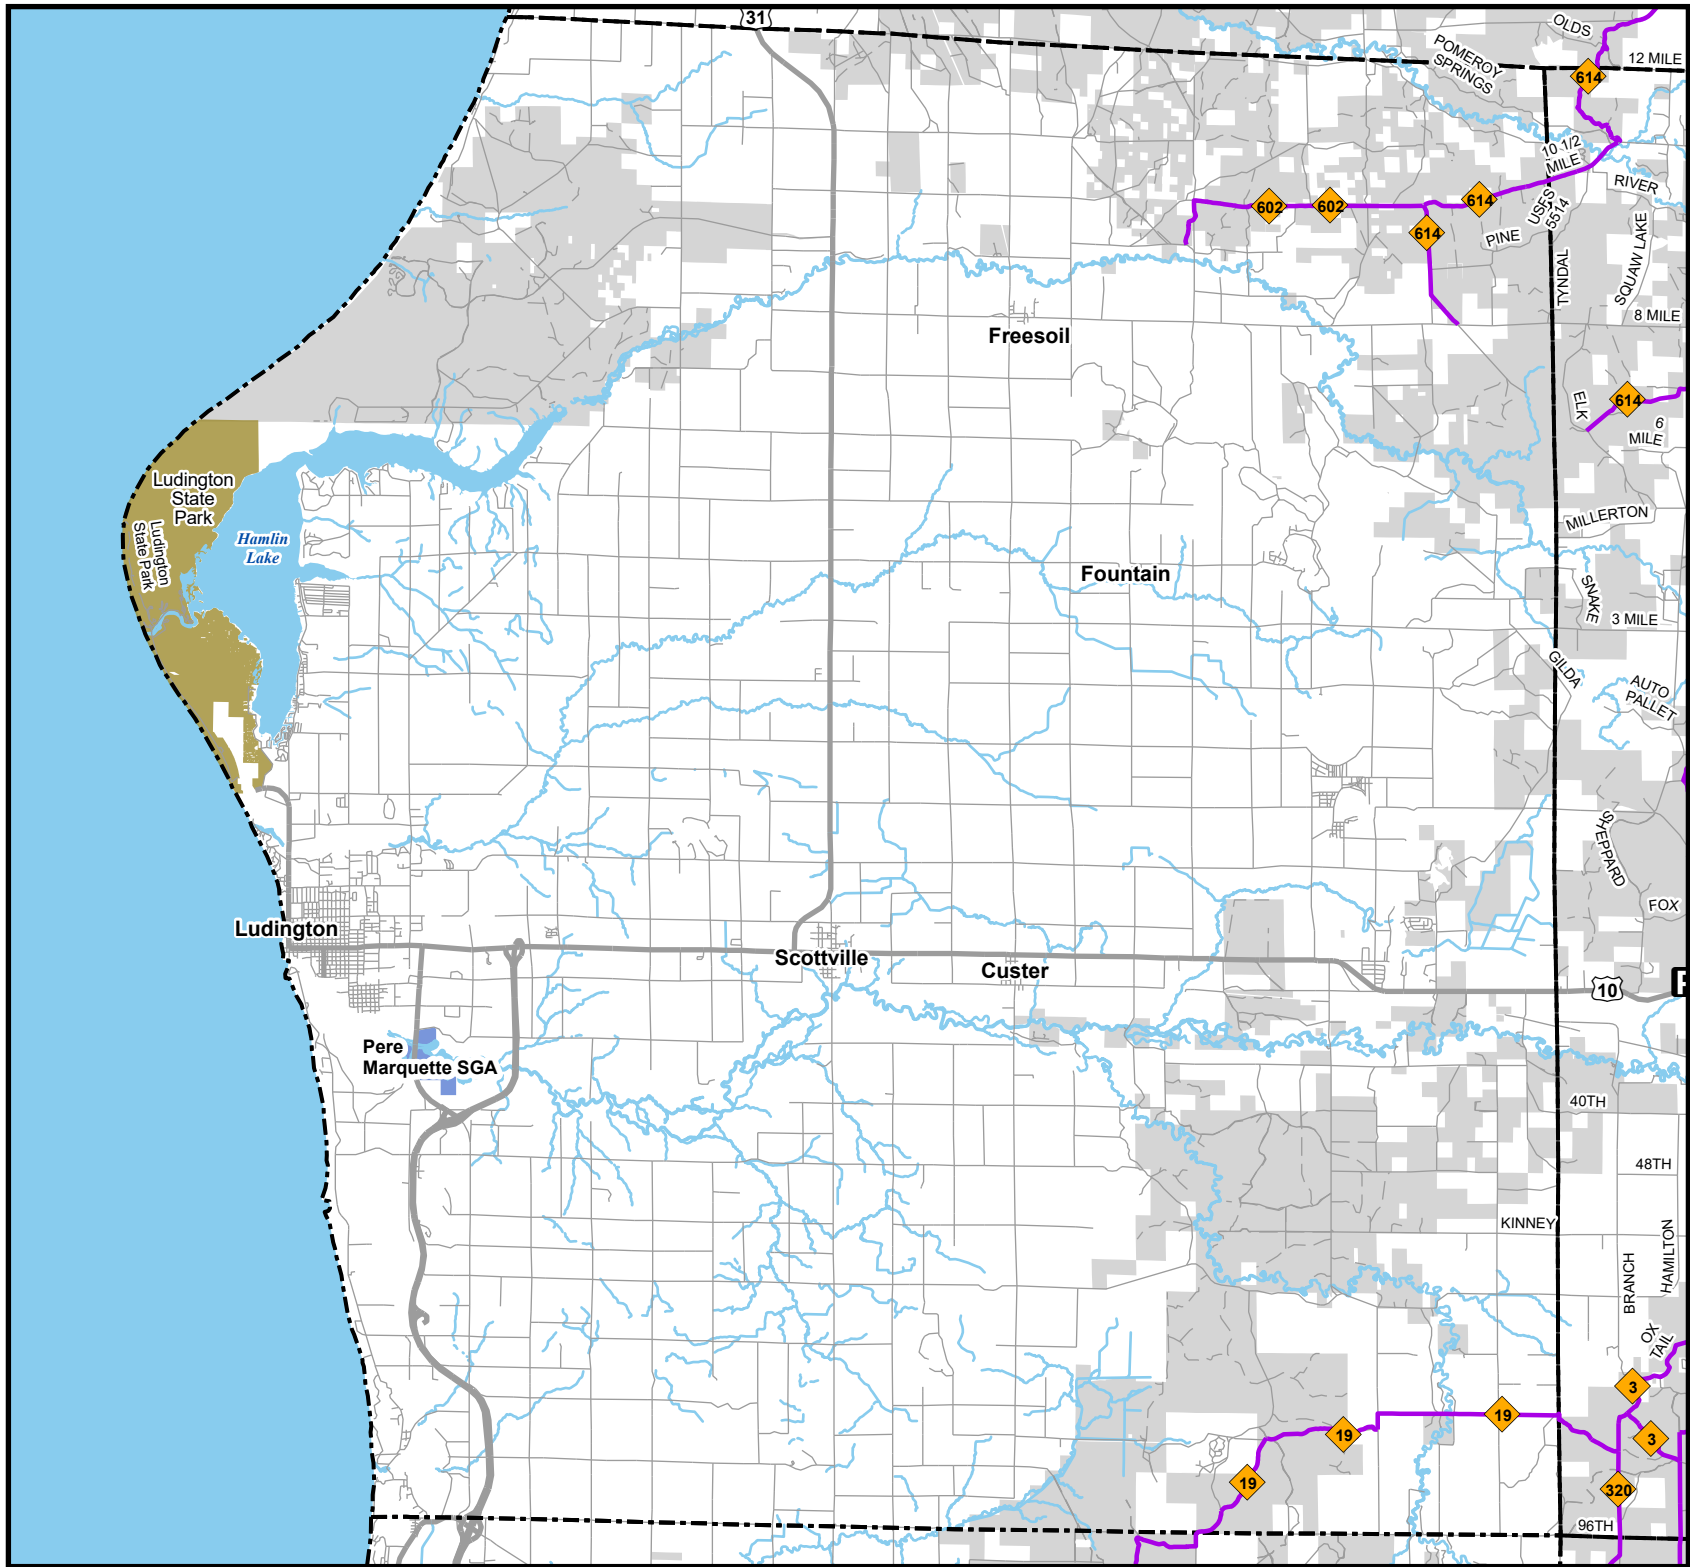 31
OLDS
POMEROY
SPRINGS
12 MILE
614
10 1/2
MILE
RIVER
602
602
614
USFS
5514
614
PINE
SQUAW LAKE
TYNDAL
8 MILE
Freesoil
ELK
614
6
MILE
Ludington
State
Park
Ludington
State Park
Hamlin
Lake
MILLERTON
Fountain
SNAKE
3 MILE
GILDA
AUTO
PALLET
SHEPPARD
FOX
Ludington
Scottville
Custer
10
Pere
Marquette SGA
40TH
48TH
KINNEY
BRANCH
HAMILTON
OX
TAIL
3
19
19
3
19
320
96TH